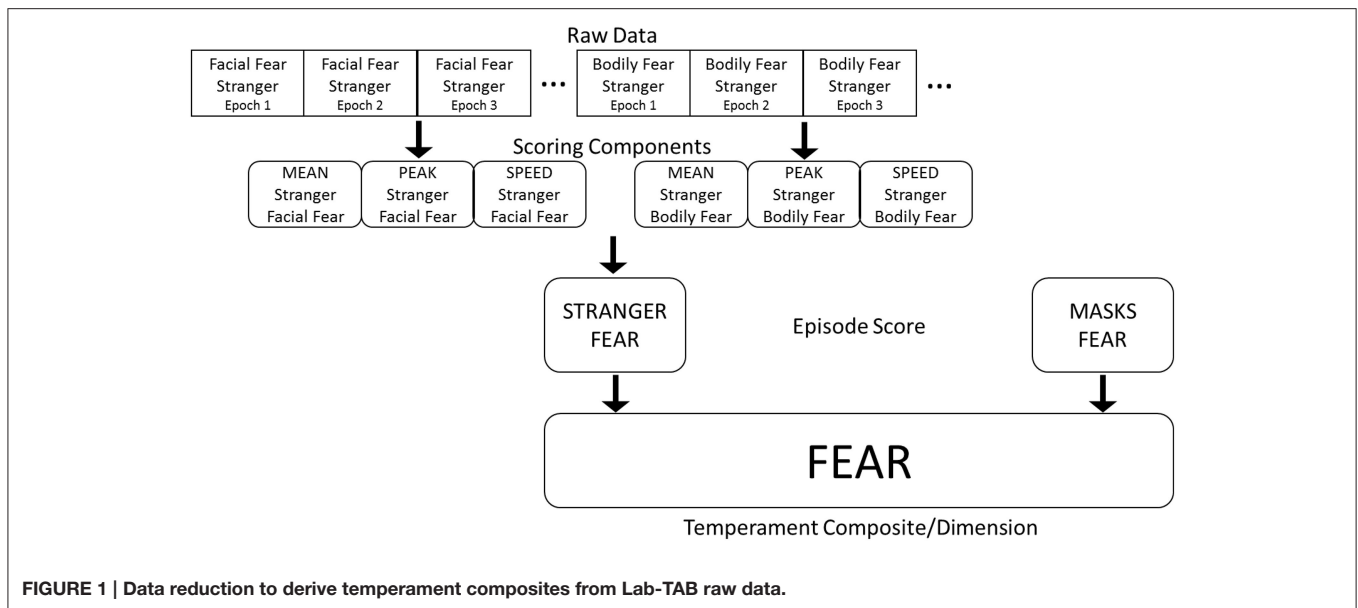 Raw Data
Facial Fear
Stranger
Epoch 1
Facial Fear
Stranger
Epoch 2
Facial Fear
Stranger
Epoch 3
...
Bodily Fear
Stranger
Epoch 1
Bodily Fear
Stranger
Epoch 2
Bodily Fear
Stranger
Epoch 3
...
Scoring Components
MEAN
Stranger
Facial Fear
PEAK
Stranger
Facial Fear
SPEED
Stranger
Facial Fear
MEAN
Stranger
Bodily Fear
PEAK
Stranger
Bodily Fear
SPEED
Stranger
Bodily Fear
STRANGER
FEAR
Episode Score
MASKS
FEAR
FEAR
Temperament Composite/Dimension
FIGURE 1 | Data reduction to derive temperament composites from Lab-TAB raw data.